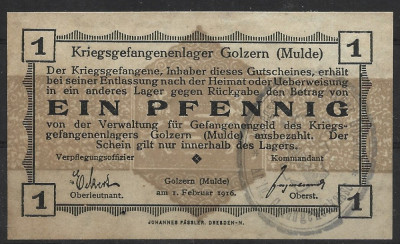 1 1
Kriegsgefangenenlager Golzern (Mulde)
Der Kriegsgefangene, Inhaber dieses Gutscheines, erhält
bei seiner Entlassung nach der Heimat oder Ueberweisung
in ein anderes Lager gegen Rückgabe den Betrag von
EIN PFENNIG
von der Verwaltung für Gefangenengeld des Kriegs-
gefangenenlagers Golzern (Mulde) ausbezahlt. Der
Schein gilt nur innerhalb des Lagers.
Verpflegungsoffizier Kommandant
Eckert
Golzern (Mulde)
Oberleutnant. am 1. Februar 1916. Oberst.
1 1
JOHANNES PÄSSLER, DRESDEN-N.